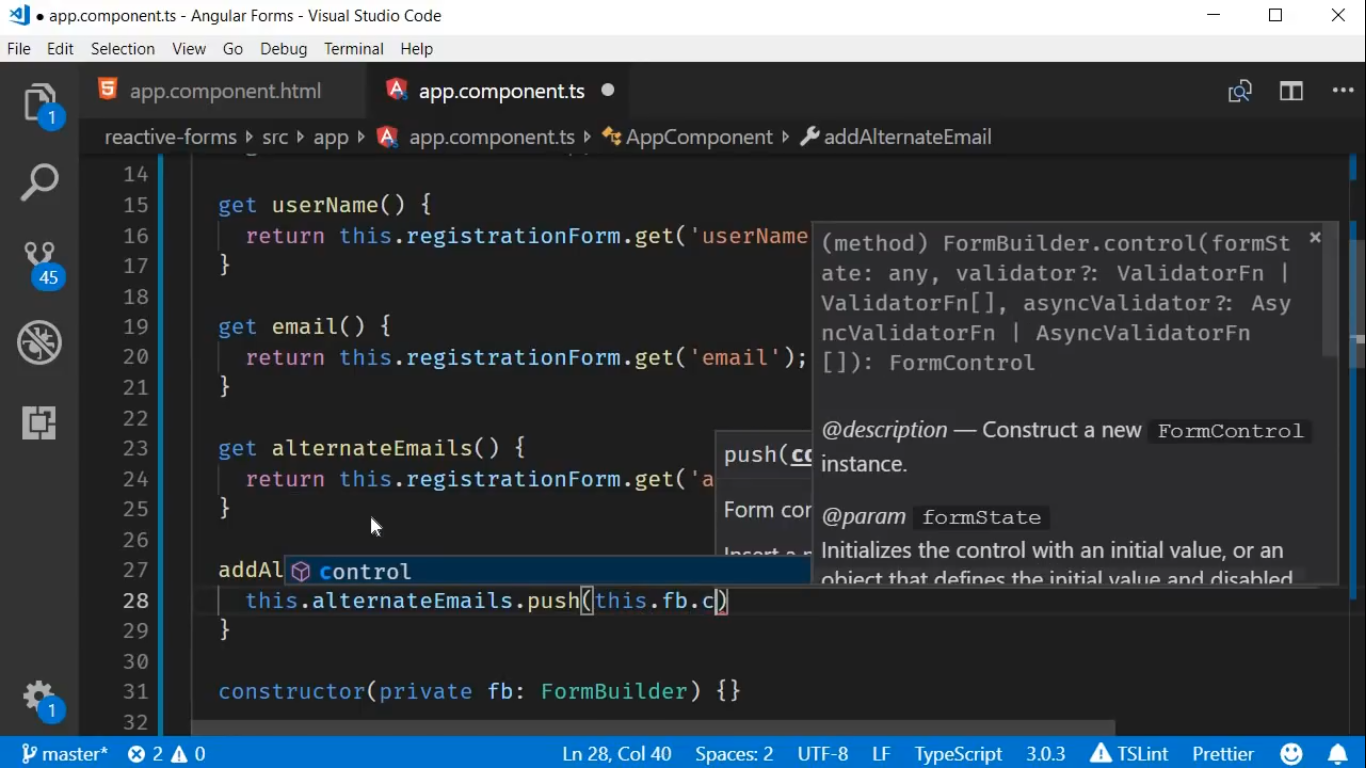 ● app.component.ts - Angular Forms - Visual Studio Code
File Edit Selection View Go Debug Terminal Help
1
45
1
app.component.html
app.component.ts ●
reactive-forms src app app.component.ts AppComponent addAlternateEmail
14
15 get userName() {
16 return this.registrationForm.get('userName
17 }
18
19 get email() {
20 return this.registrationForm.get('email');
21 }
22
23 get alternateEmails() {
24 return this.registrationForm.get('a
25 }
26
27 addAl
28 this.alternateEmails.push(this.fb.c)
29 }
30
31 constructor(private fb: FormBuilder) {}
32
control
push(co
Form con
Insert a n
(method) FormBuilder.control(formSt
ate: any, validator?: ValidatorFn |
ValidatorFn[], asyncValidator?: Asy
ncValidatorFn | AsyncValidatorFn
[]): FormControl
@description — Construct a new FormControl
instance.
@param formState
Initializes the control with an initial value, or an
object that defines the initial value and disabled
master* 2 0 Ln 28, Col 40 Spaces: 2 UTF-8 LF TypeScript 3.0.3 TSLint Prettier